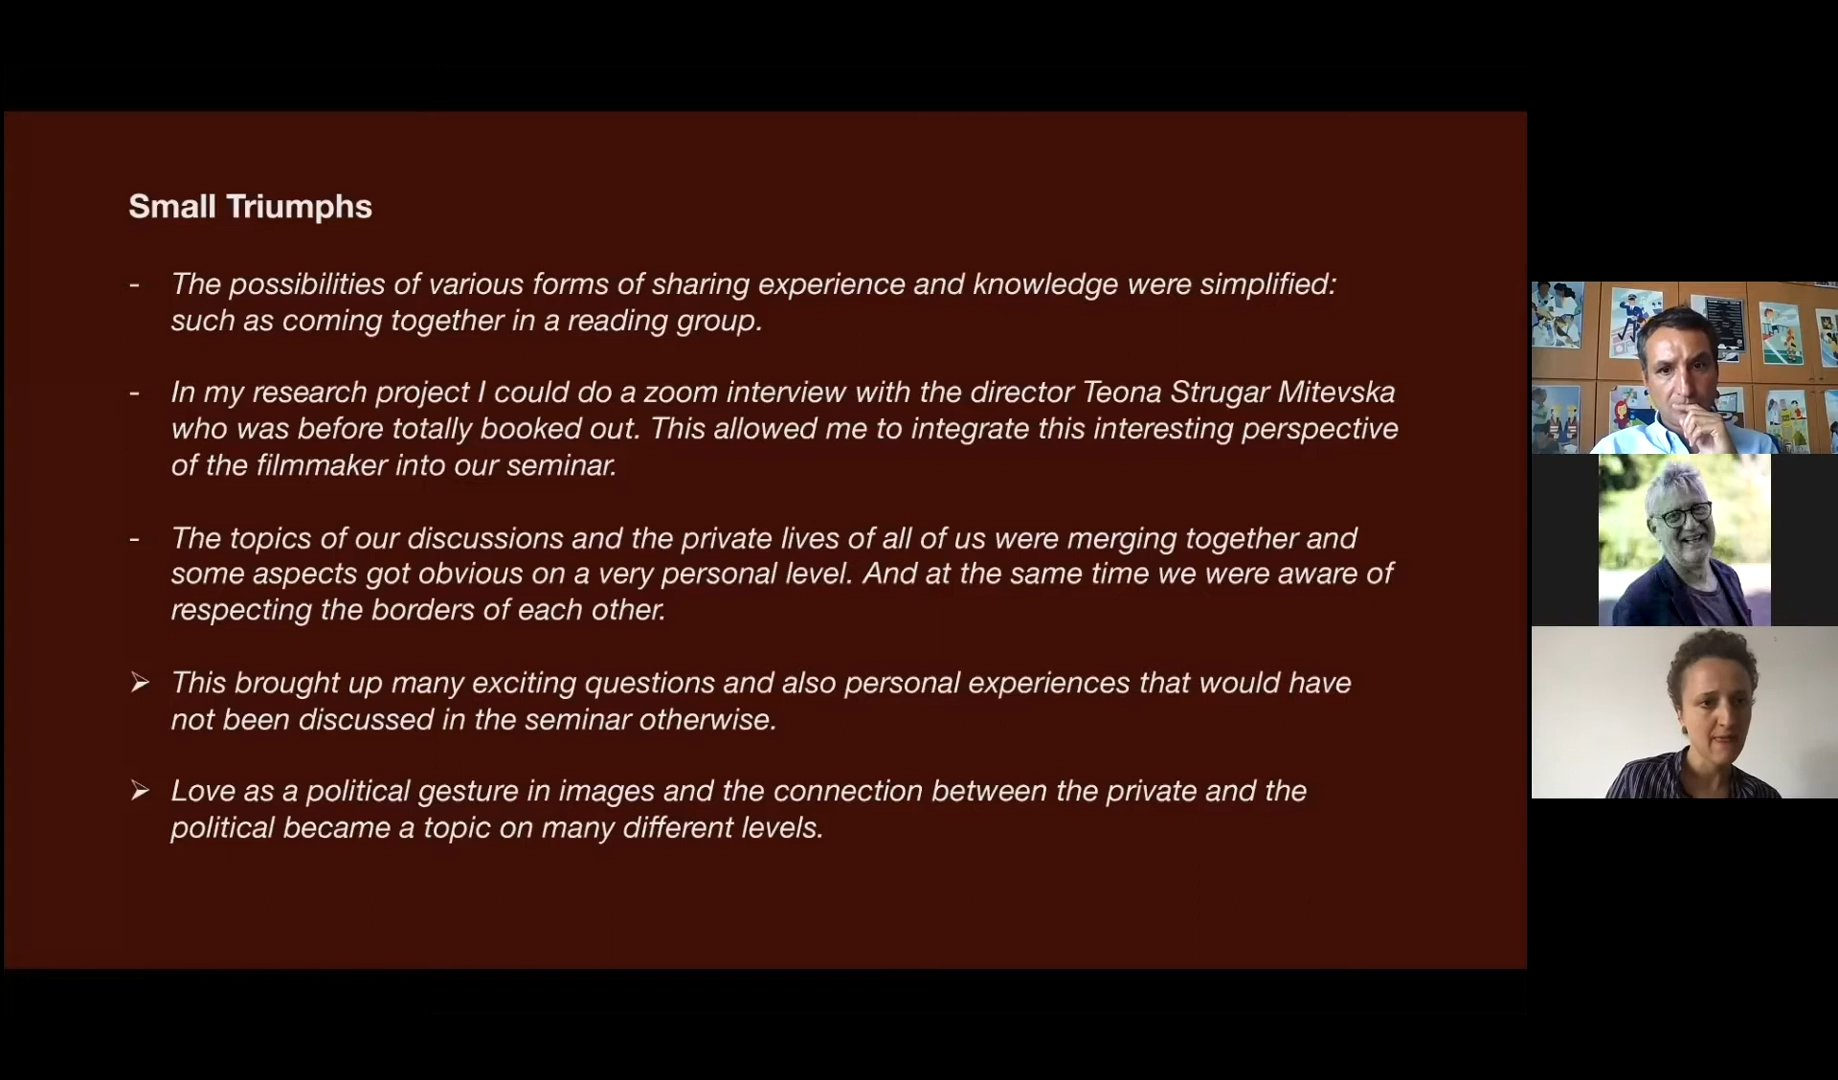 Small Triumphs
- The possibilities of various forms of sharing experience and knowledge were simplified:
such as coming together in a reading group.
- In my research project I could do a zoom interview with the director Teona Strugar Mitevska
who was before totally booked out. This allowed me to integrate this interesting perspective
of the filmmaker into our seminar.
- The topics of our discussions and the private lives of all of us were merging together and
some aspects got obvious on a very personal level. And at the same time we were aware of
respecting the borders of each other.
➢ This brought up many exciting questions and also personal experiences that would have
not been discussed in the seminar otherwise.
➢ Love as a political gesture in images and the connection between the private and the
political became a topic on many different levels.